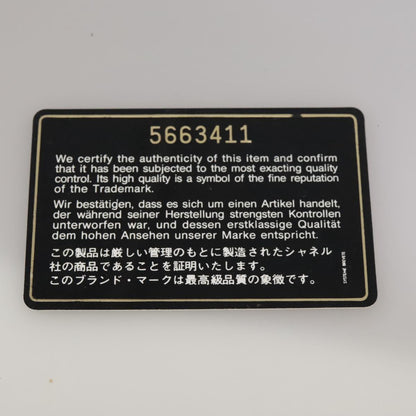 5663411
We certify the authenticity of this item and confirm
that it has been subjected to the most exacting quality
control. Its high quality is a symbol of the fine reputation
of the Trademark.
Wir bestätigen, dass es sich um einen Artikel handelt,
der während seiner Herstellung strengsten Kontrollen
unterworfen war, und dessen erstklassige Qualität
dem hohen Ansehen unserer Marke entspricht.
この製品は厳しい管理のもとに製造されたシャネル
社の商品であることを証明いたします。
このブランド・マークは最高級品質の象徴です。